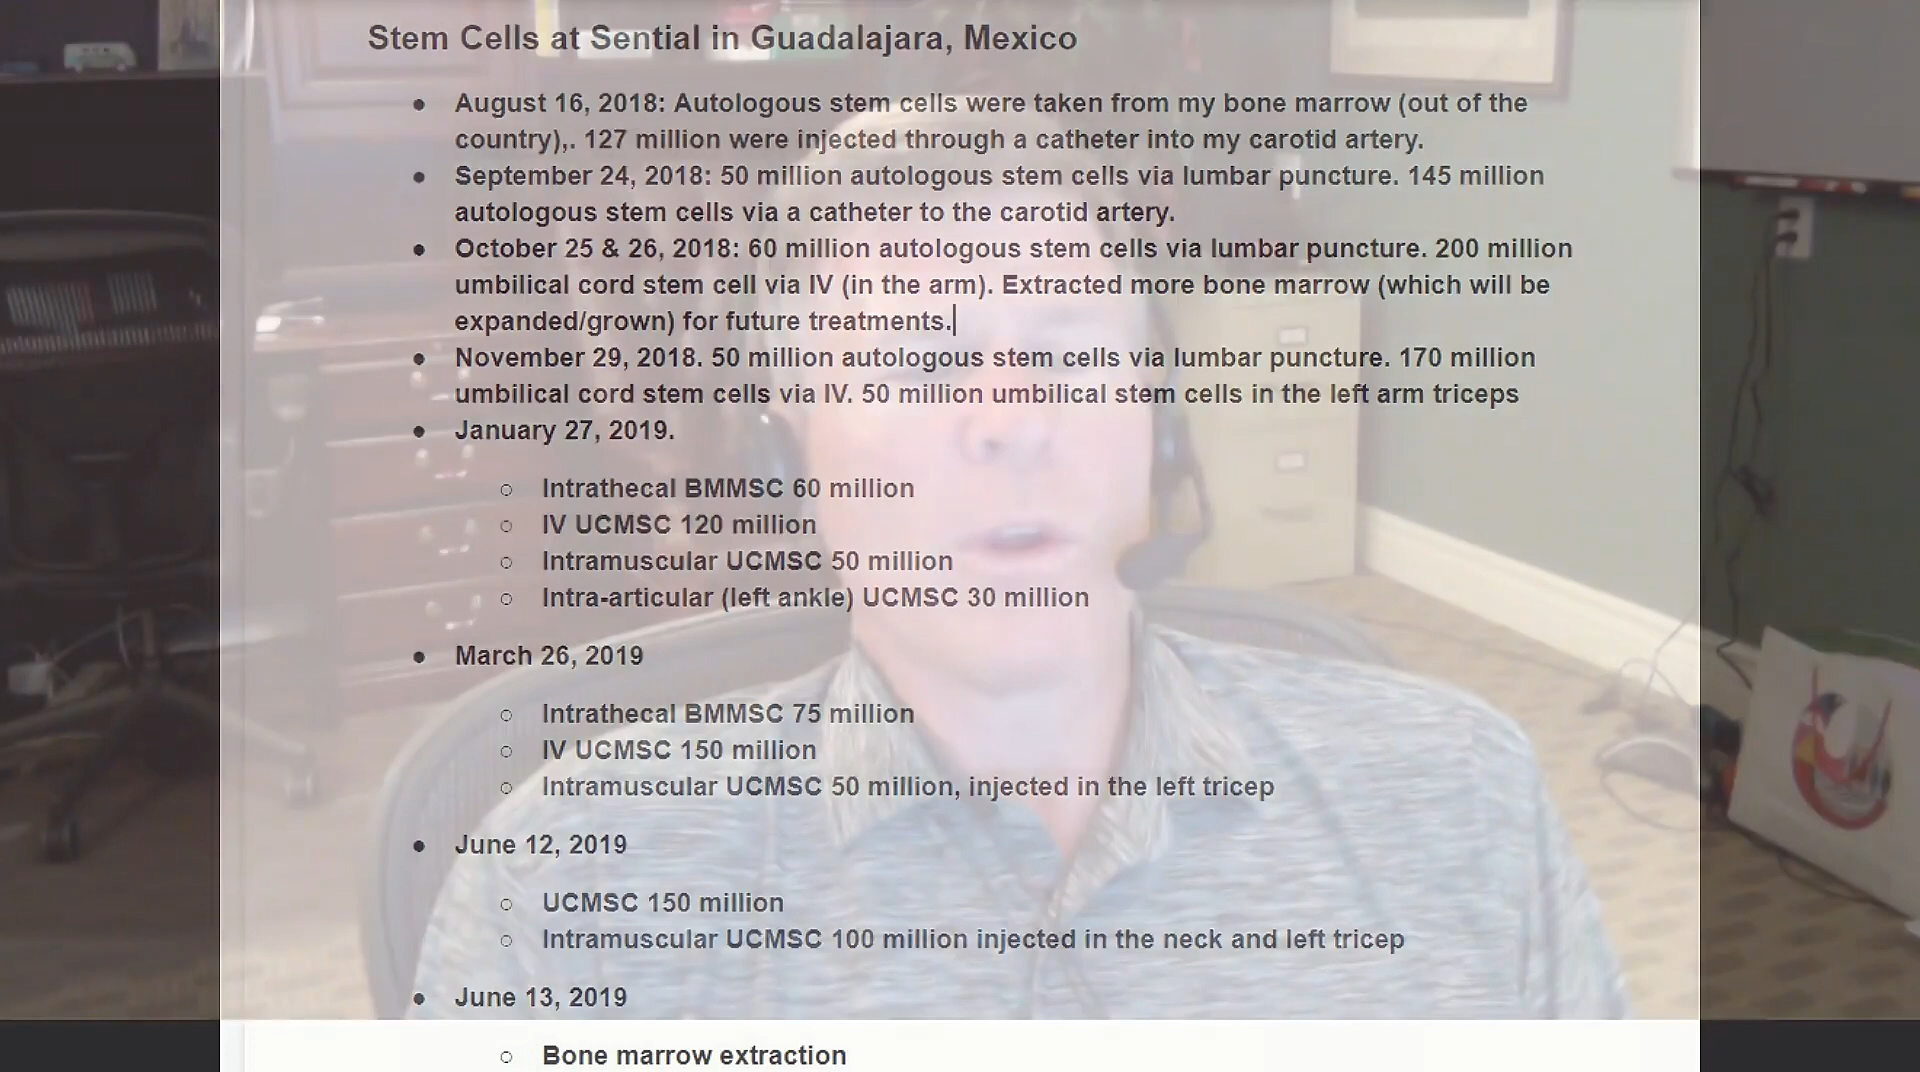 Stem Cells at Sential in Guadalajara, Mexico
● August 16, 2018: Autologous stem cells were taken from my bone marrow (out of the
country),. 127 million were injected through a catheter into my carotid artery.
● September 24, 2018: 50 million autologous stem cells via lumbar puncture. 145 million
autologous stem cells via a catheter to the carotid artery.
● October 25 & 26, 2018: 60 million autologous stem cells via lumbar puncture. 200 million
umbilical cord stem cell via IV (in the arm). Extracted more bone marrow (which will be
expanded/grown) for future treatments.
● November 29, 2018. 50 million autologous stem cells via lumbar puncture. 170 million
umbilical cord stem cells via IV. 50 million umbilical stem cells in the left arm triceps
● January 27, 2019.
○ Intrathecal BMMSC 60 million
○ IV UCMSC 120 million
○ Intramuscular UCMSC 50 million
○ Intra-articular (left ankle) UCMSC 30 million
● March 26, 2019
○ Intrathecal BMMSC 75 million
○ IV UCMSC 150 million
○ Intramuscular UCMSC 50 million, injected in the left tricep
● June 12, 2019
○ UCMSC 150 million
○ Intramuscular UCMSC 100 million injected in the neck and left tricep
● June 13, 2019
○ Bone marrow extraction